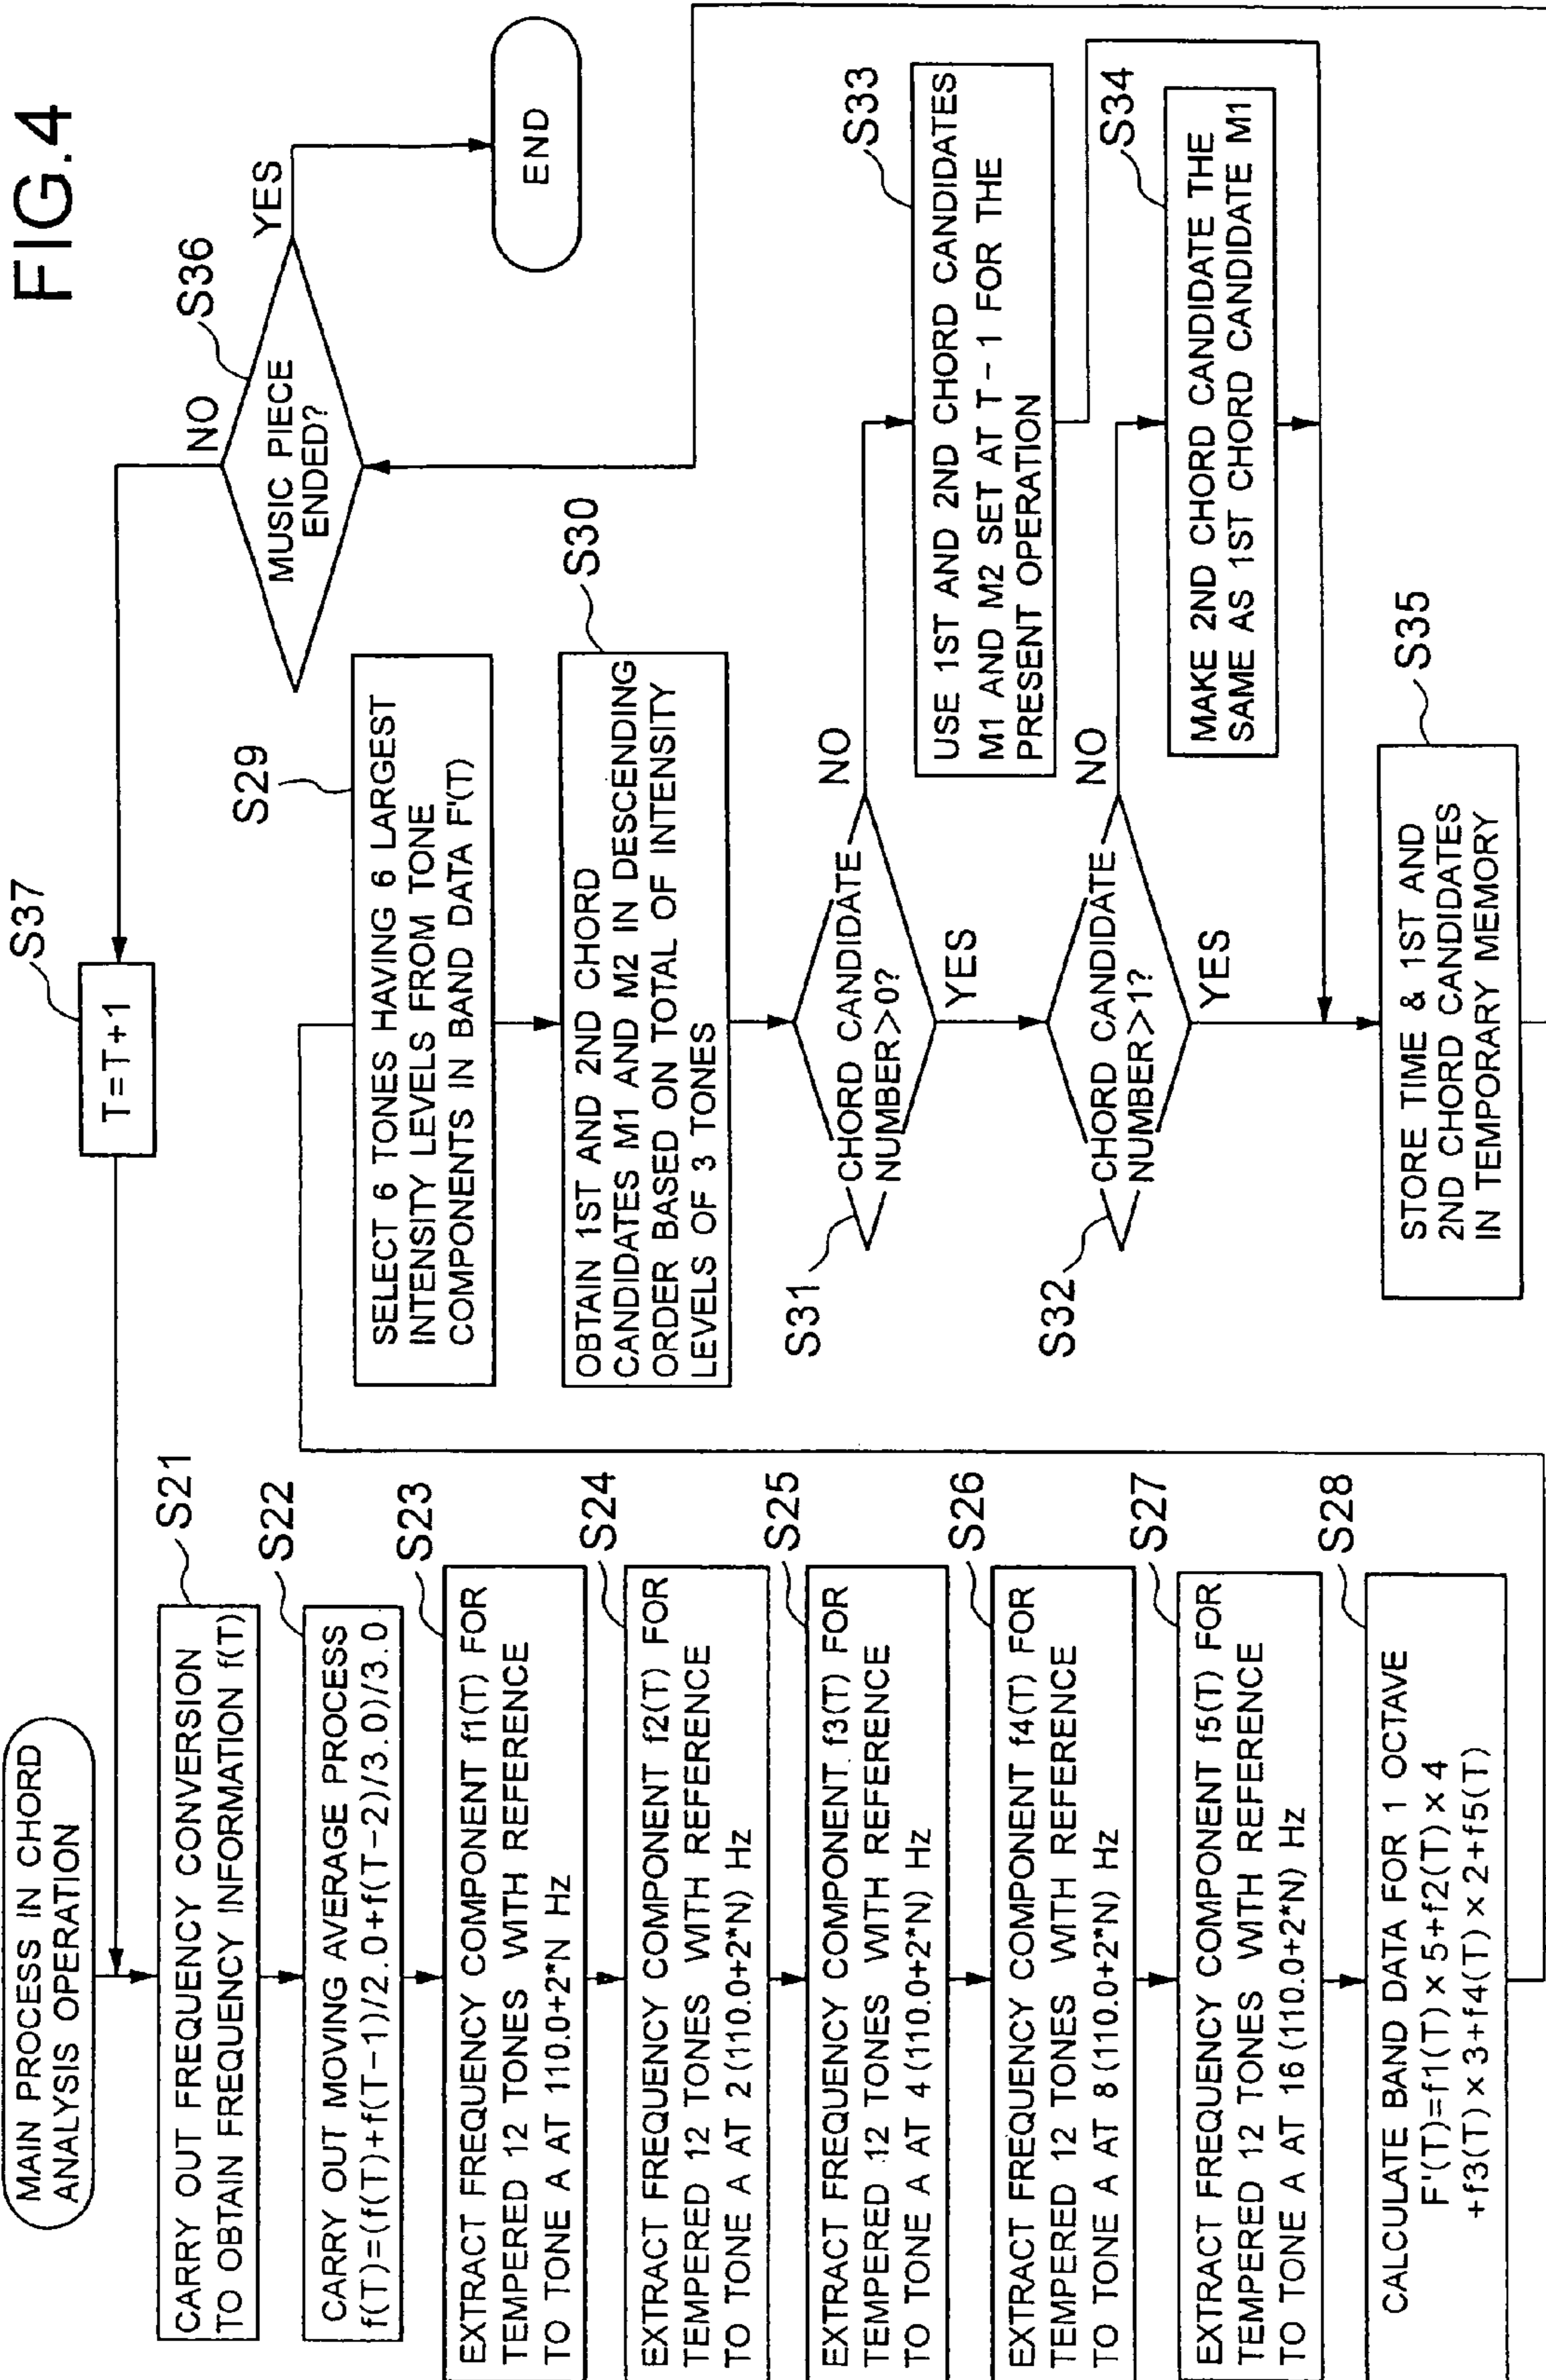 FIG.4
MAIN PROCESS IN CHORD
ANALYSIS OPERATION
S21
CARRY OUT FREQUENCY CONVERSION
TO OBTAIN FREQUENCY INFORMATION f(T)
S22
CARRY OUT MOVING AVERAGE PROCESS
f(T)=(f(T)+f(T-1)/2.0+f(T-2)/3.0)/3.0
S23
EXTRACT FREQUENCY COMPONENT f1(T) FOR
TEMPERED 12 TONES WITH REFERENCE
TO TONE A AT 110.0+2*N Hz
S24
EXTRACT FREQUENCY COMPONENT f2(T) FOR
TEMPERED 12 TONES WITH REFERENCE
TO TONE A AT 2(110.0+2*N) Hz
S25
EXTRACT FREQUENCY COMPONENT f3(T) FOR
TEMPERED 12 TONES WITH REFERENCE
TO TONE A AT 4(110.0+2*N) Hz
S26
EXTRACT FREQUENCY COMPONENT f4(T) FOR
TEMPERED 12 TONES WITH REFERENCE
TO TONE A AT 8(110.0+2*N) Hz
S27
EXTRACT FREQUENCY COMPONENT f5(T) FOR
TEMPERED 12 TONES WITH REFERENCE
TO TONE A AT 16(110.0+2*N) Hz
S28
CALCULATE BAND DATA FOR 1 OCTAVE
F'(T)=f1(T)×5+f2(T)×4
+f3(T)×3+f4(T)×2+f5(T)
S37
T=T+1
S29
SELECT 6 TONES HAVING 6 LARGEST
INTENSITY LEVELS FROM TONE
COMPONENTS IN BAND DATA F'(T)
S30
OBTAIN 1ST AND 2ND CHORD
CANDIDATES M1 AND M2 IN DESCENDING
ORDER BASED ON TOTAL OF INTENSITY
LEVELS OF 3 TONES
S31
CHORD CANDIDATE
NUMBER>0?
NO
YES
S32
CHORD CANDIDATE
NUMBER>1?
NO
YES
S33
USE 1ST AND 2ND CHORD CANDIDATES
M1 AND M2 SET AT T-1 FOR THE
PRESENT OPERATION
S34
MAKE 2ND CHORD CANDIDATE THE
SAME AS 1ST CHORD CANDIDATE M1
S35
STORE TIME & 1ST AND
2ND CHORD CANDIDATES
IN TEMPORARY MEMORY
S36
MUSIC PIECE
ENDED?
NO
YES
END